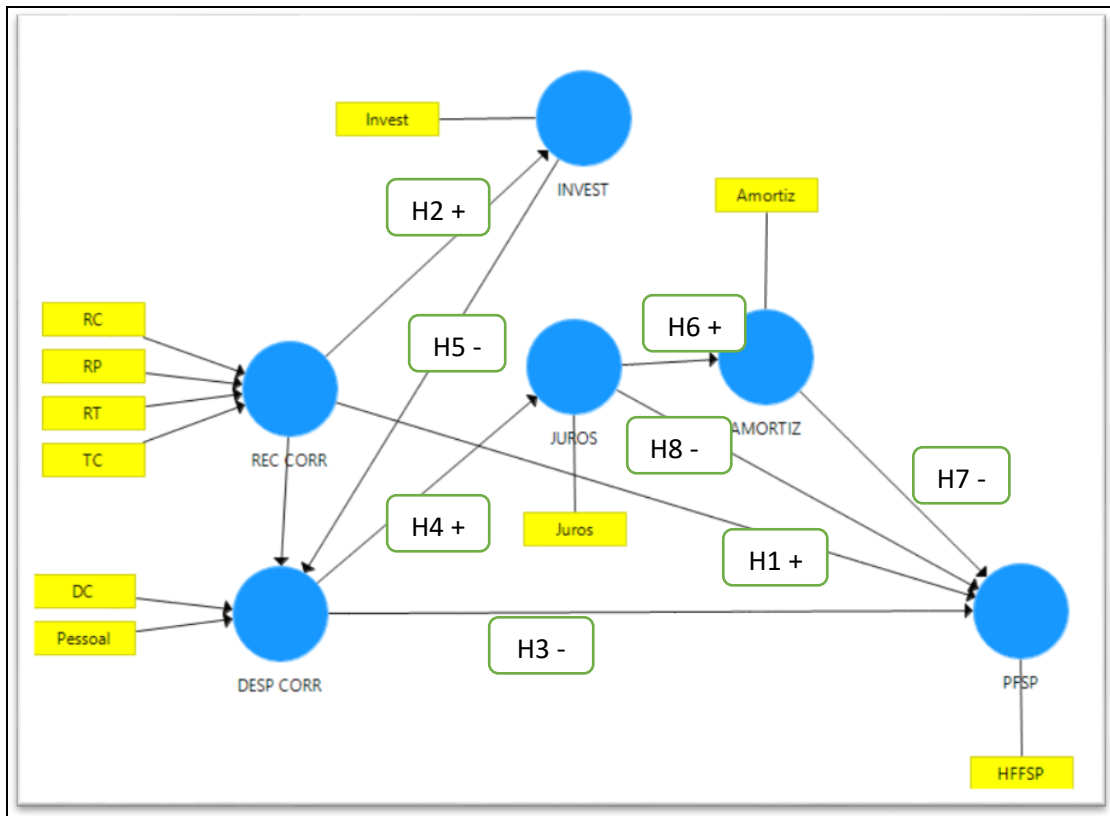 Invest
INVEST
H2 +
Amortiz
RC
RP
RT
TC
REC CORR
H5 -
H6 +
JUROS
AMORTIZ
H8 -
H7 -
H4 +
Juros
H1 +
DC
Pessoal
DESP CORR
H3 -
PFSP
HFFSP